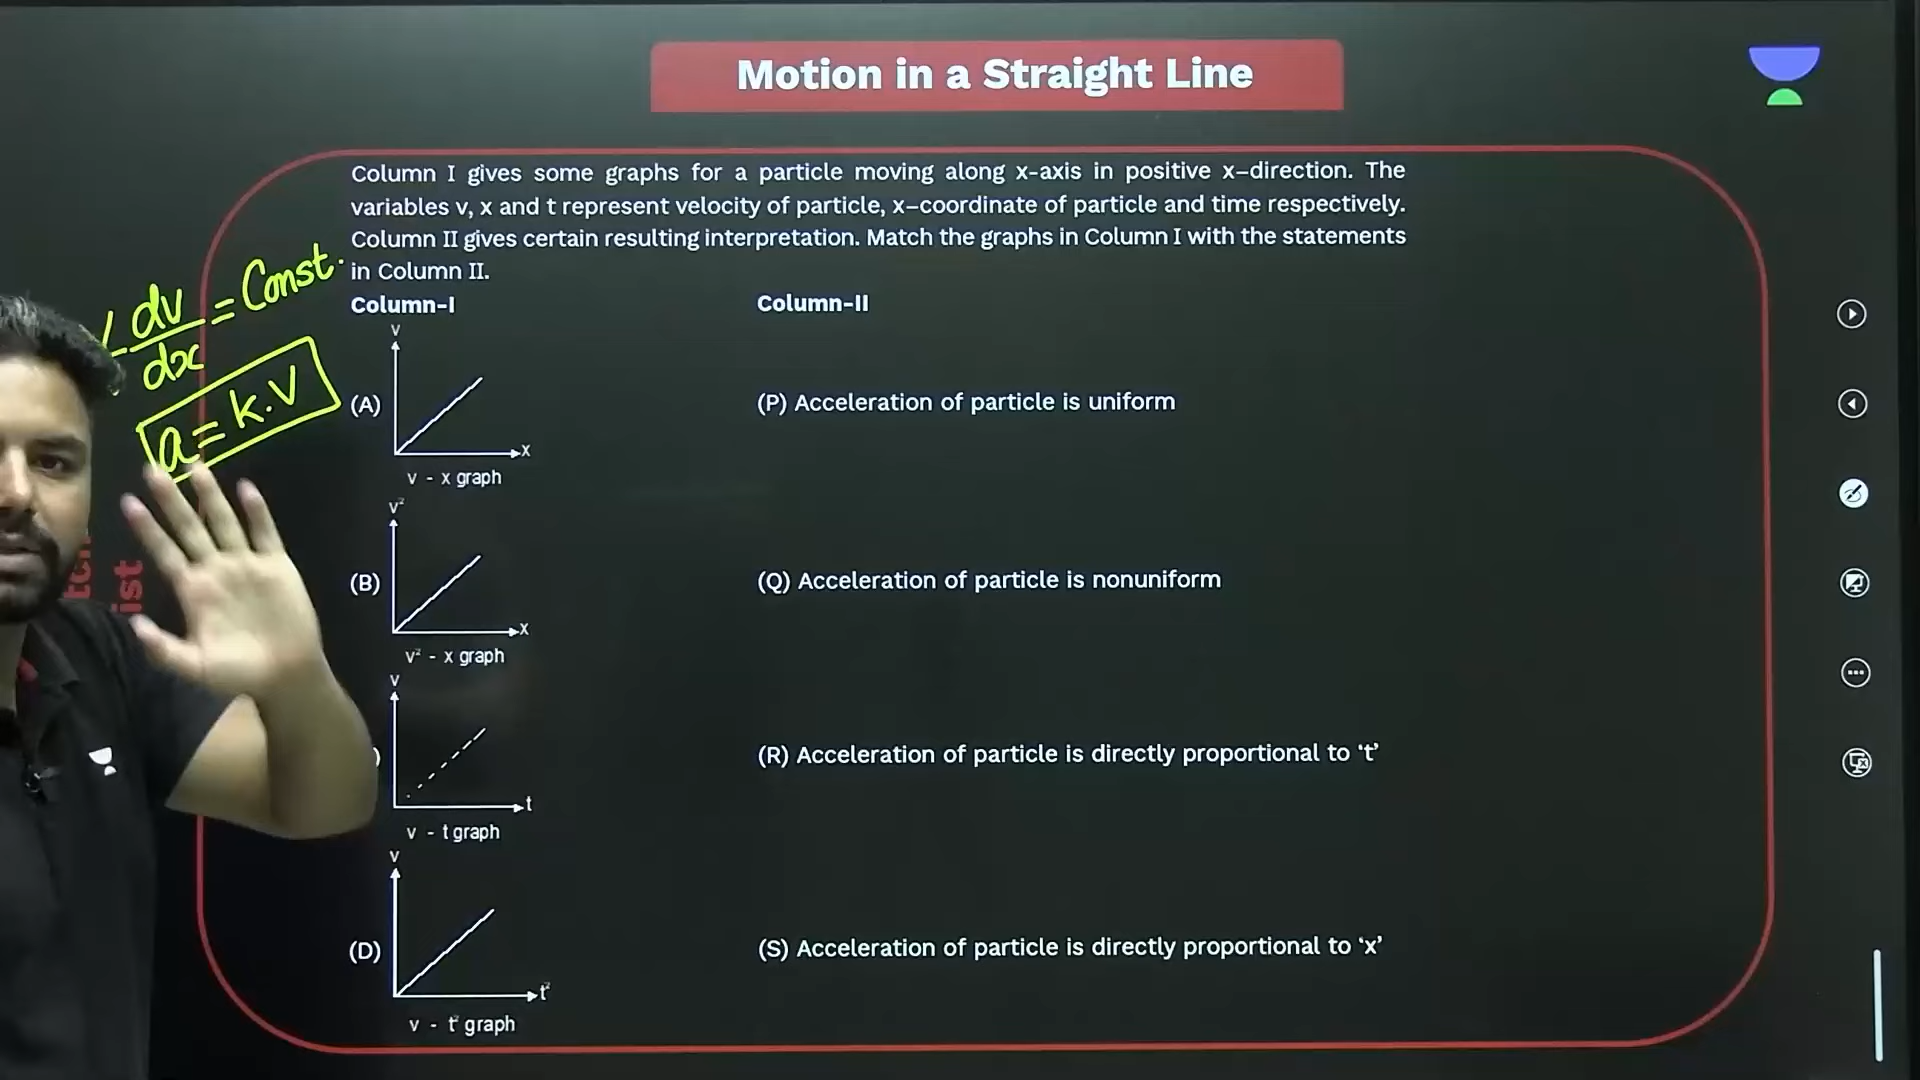 Motion in a Straight Line
Column I gives some graphs for a particle moving along x-axis in positive x–direction. The
variables v, x and t represent velocity of particle, x–coordinate of particle and time respectively.
Column II gives certain resulting interpretation. Match the graphs in Column I with the statements
in Column II.
dv/dx = Const.
a = k.v
Column-I
Column-II
v
(A)
x
v - x graph
(P) Acceleration of particle is uniform
v²
(B)
x
v² - x graph
(Q) Acceleration of particle is nonuniform
v
)
t
v - t graph
(R) Acceleration of particle is directly proportional to ‘t’
v
(D)
t²
v - t² graph
(S) Acceleration of particle is directly proportional to ‘x’
ist